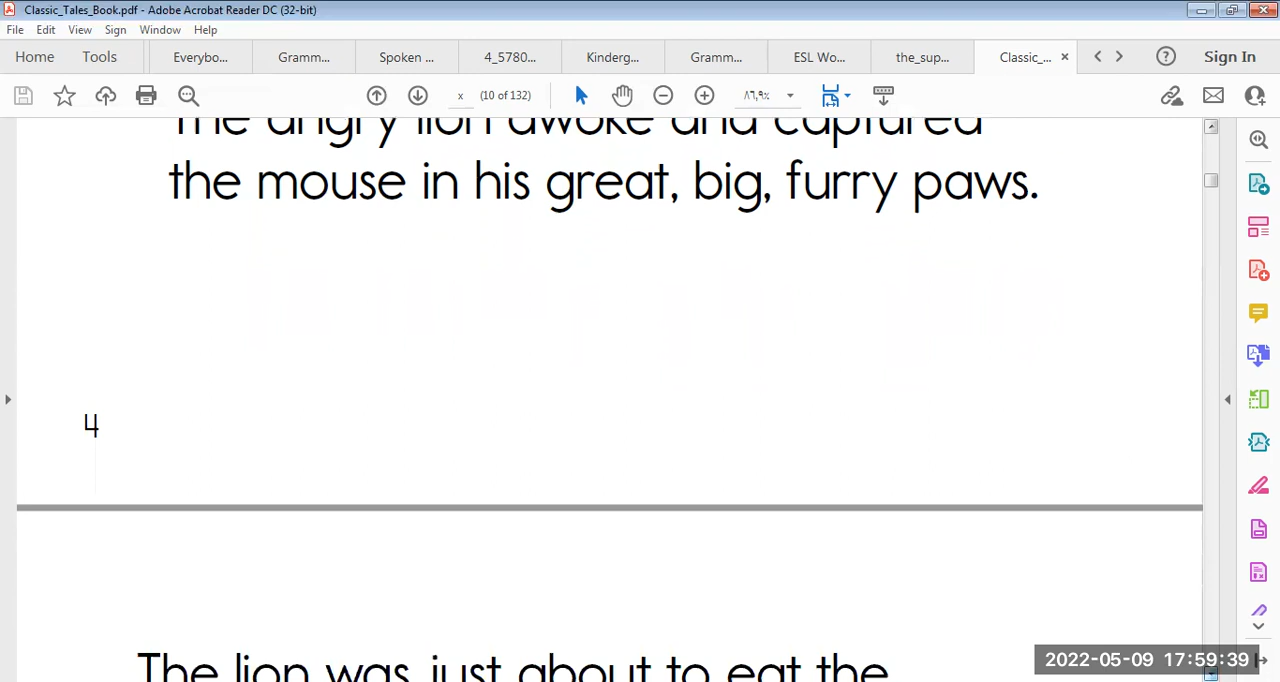 Classic_Tales_Book.pdf - Adobe Acrobat Reader DC (32-bit)
File Edit View Sign Window Help
Home Tools Everybo... Gramm... Spoken ... 4_5780... Kinderg... Gramm... ESL Wo... the_sup... Classic_... × Sign In
x (10 of 132) ٨٦,٩%
The angry lion awoke and captured
the mouse in his great, big, furry paws.
4
The lion was just about to eat the
2022-05-09 17:59:39